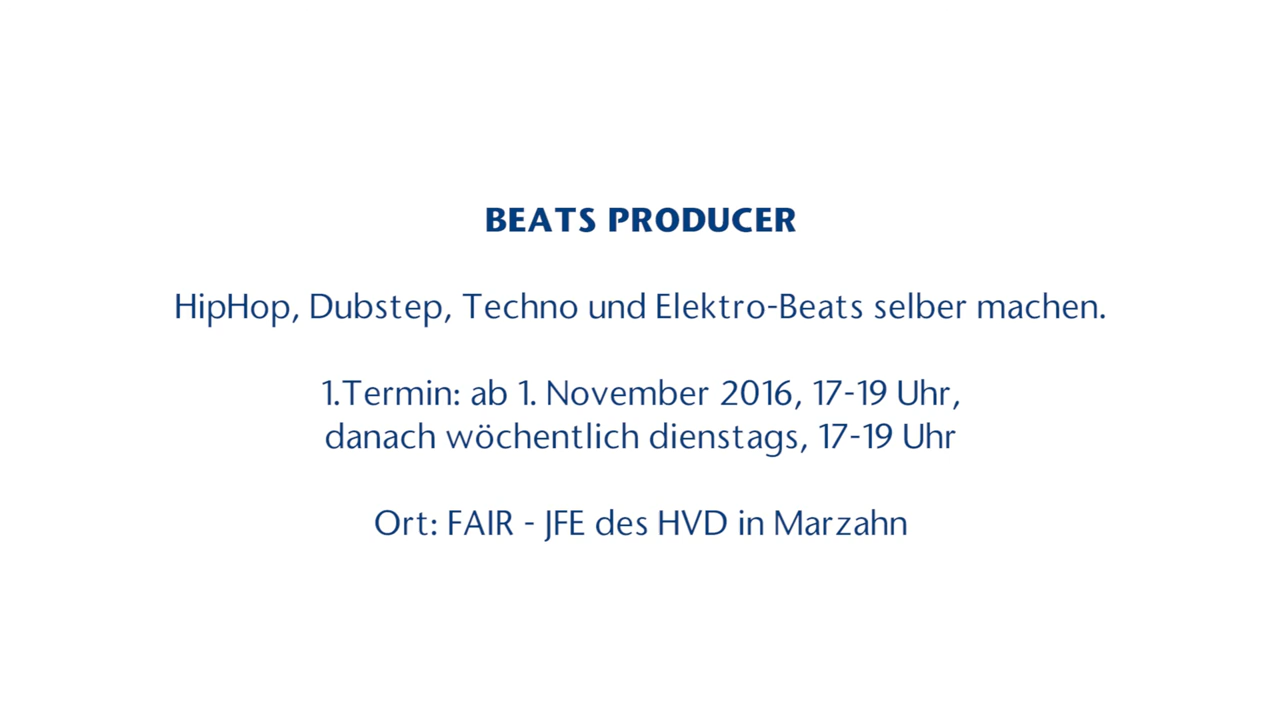 BEATS PRODUCER
HipHop, Dubstep, Techno und Elektro-Beats selber machen.
1.Termin: ab 1. November 2016, 17-19 Uhr,
danach wöchentlich dienstags, 17-19 Uhr
Ort: FAIR - JFE des HVD in Marzahn